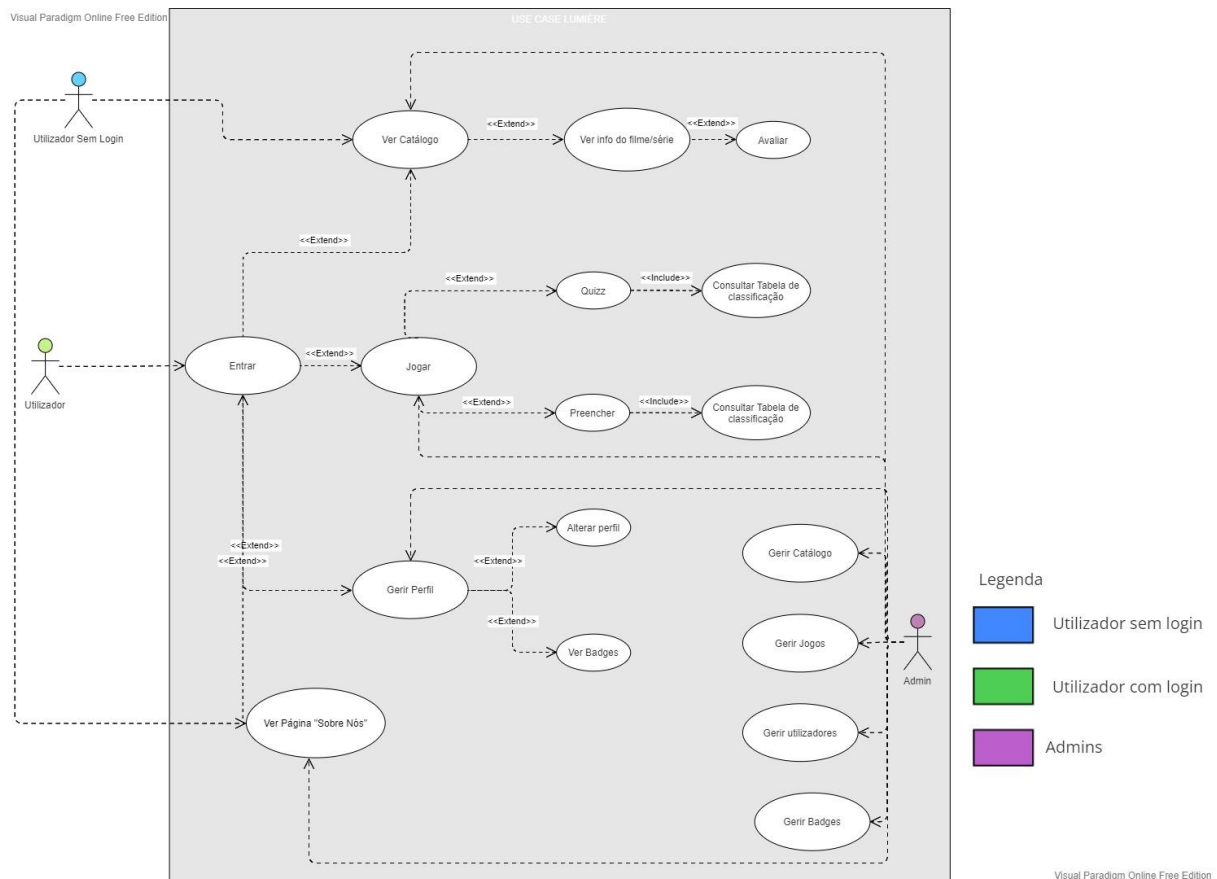 Visual Paradigm Online Free Edition
USE CASE LUMIÈRE
Utilizador Sem Login
Ver Catálogo
<<Extend>>
Ver info do filme/série
<<Extend>>
Avaliar
<<Extend>>
<<Extend>>
Quizz
<<Include>>
Consultar Tabela de
classificação
Utilizador
Entrar
<<Extend>>
Jogar
<<Extend>>
Preencher
<<Include>>
Consultar Tabela de
classificação
Alterar perfil
<<Extend>>
<<Extend>>
<<Extend>>
Gerir Perfil
<<Extend>>
Ver Badges
Gerir Catálogo
Gerir Jogos
Admin
Gerir utilizadores
Gerir Badges
Ver Página "Sobre Nós"
Legenda
Utilizador sem login
Utilizador com login
Admins
Visual Paradigm Online Free Edition